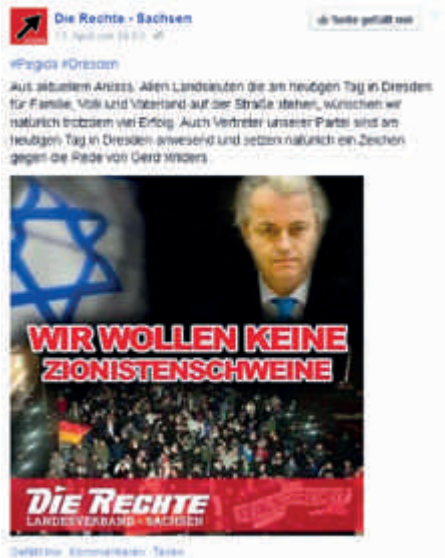 Die Rechte - Sachsen
Seite gefällt mir
13. April um
#Pegida #Dresden
Aus aktuellem Anlass. Allen Landsleuten die am heutigen Tag in Dresden
für Familie, Volk und Vaterland auf der Straße stehen, wünschen wir
natürlich trotzdem viel Erfolg. Auch Vertreter unserer Partei sind am
heutigen Tag in Dresden anwesend und setzen natürlich ein Zeichen
gegen die Rede von Gerd Wilders.
WIR WOLLEN KEINE
ZIONISTENSCHWEINE
DIE RECHTE
LANDESVERBAND - SACHSEN
Gefällt mir Kommentieren Teilen